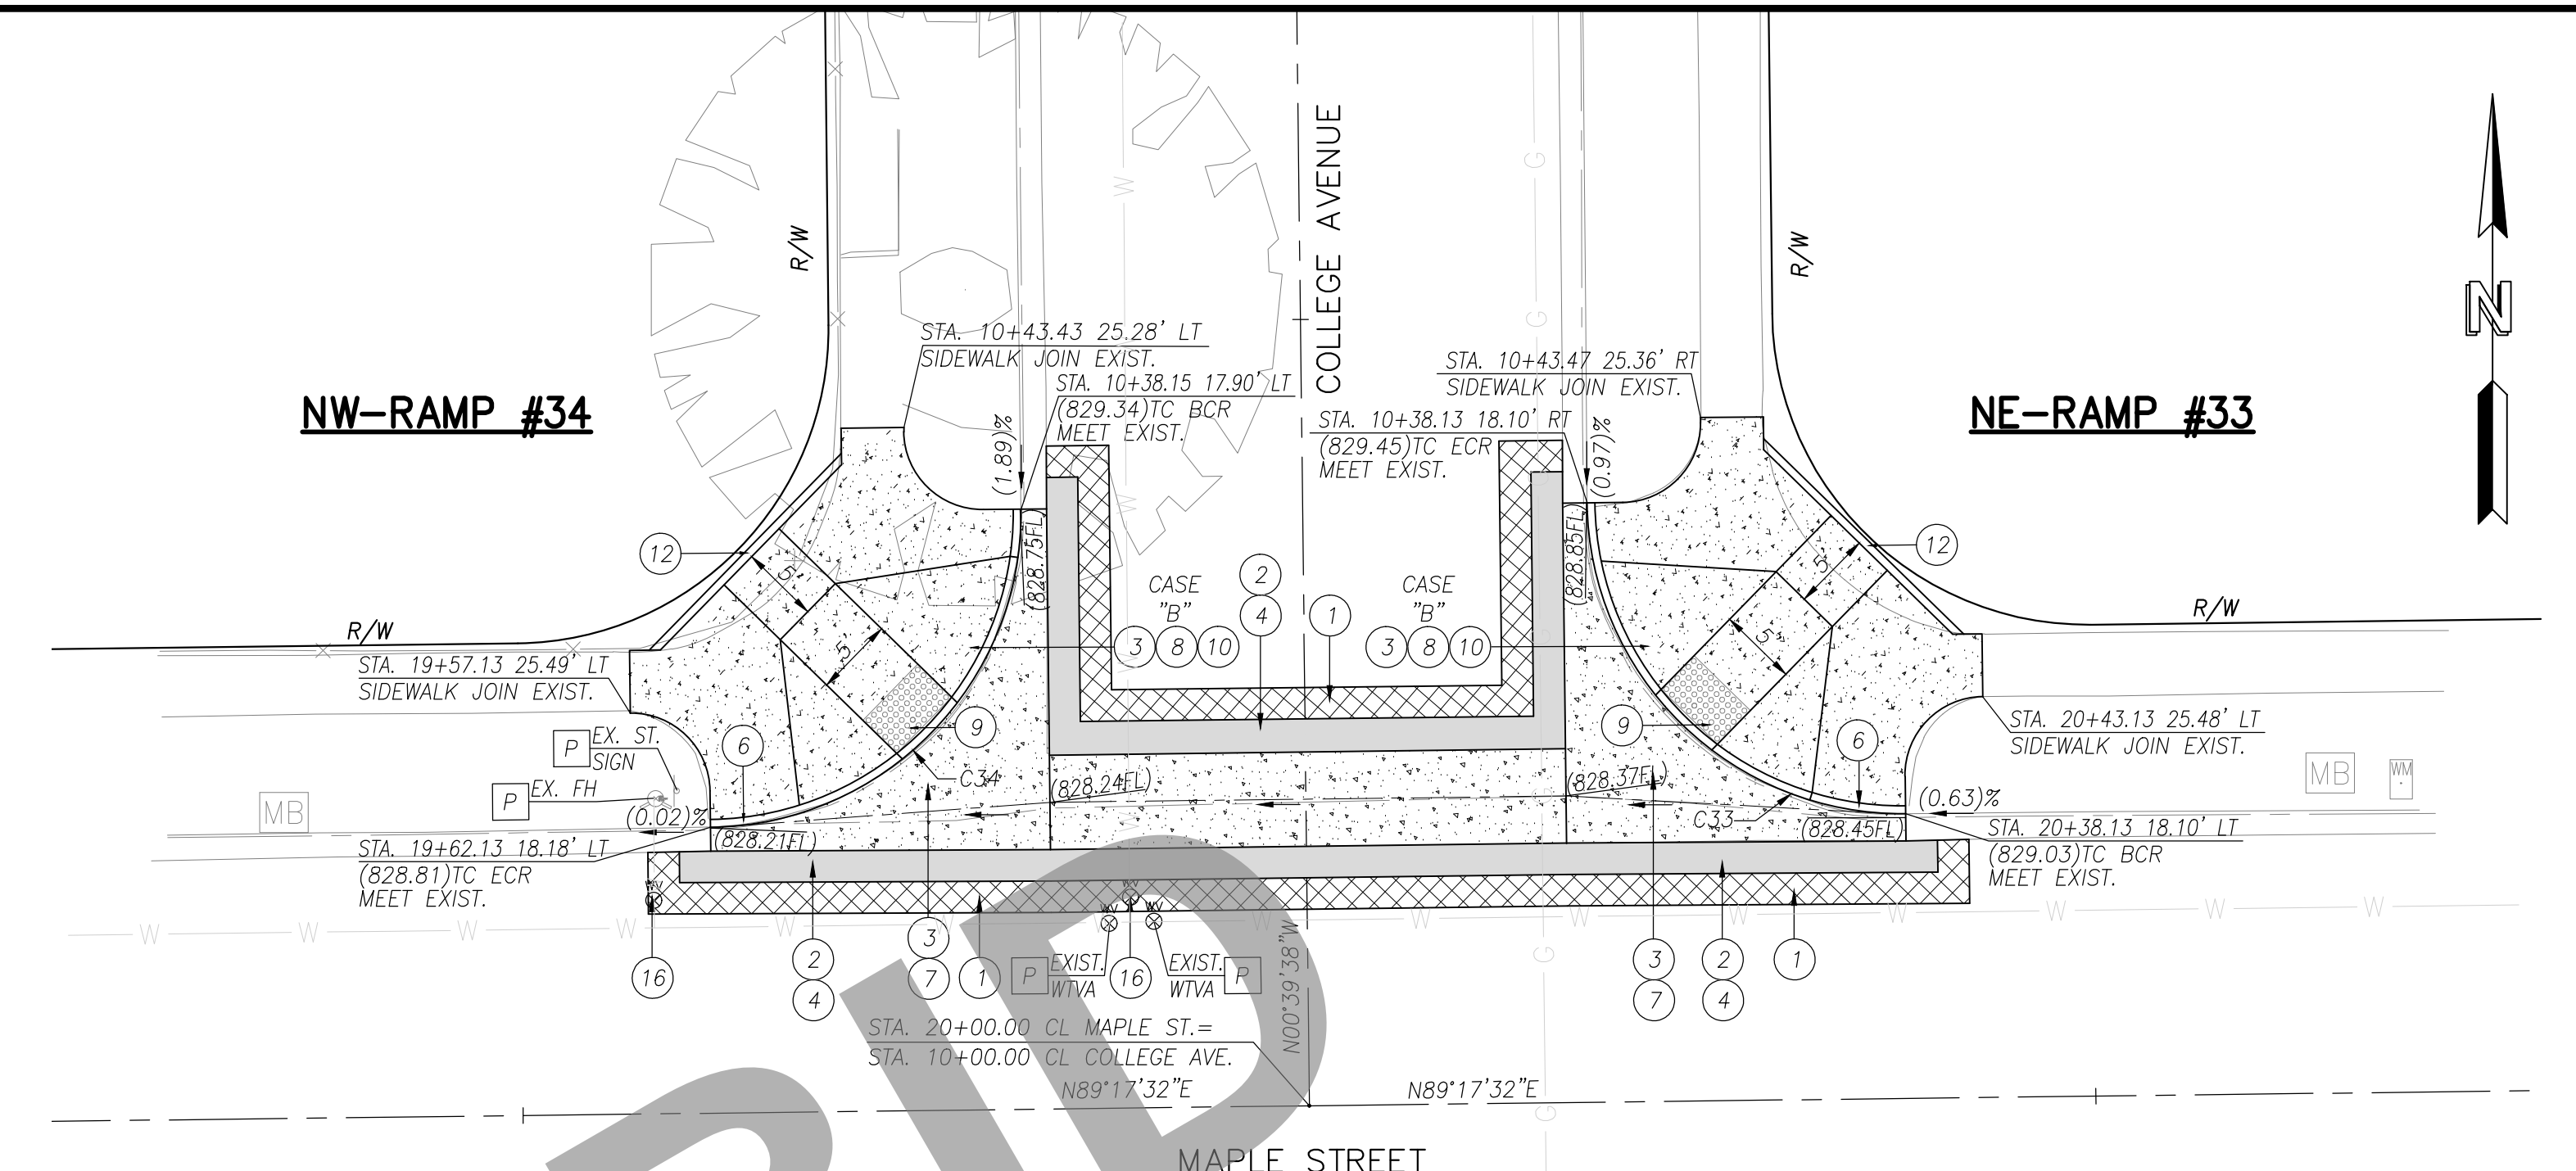 COLLEGE AVENUE
R/W
R/W
N
NW-RAMP #34
NE-RAMP #33
STA. 10+43.43 25.28' LT
SIDEWALK JOIN EXIST.
STA. 10+38.15 17.90' LT
(829.34)TC BCR
MEET EXIST.
STA. 10+43.47 25.36' RT
SIDEWALK JOIN EXIST.
STA. 10+38.13 18.10' RT
(829.45)TC ECR
MEET EXIST.
(1.89)%
(0.97)%
(828.75FL)
(828.85FL)
12
12
5'
5'
5'
5'
CASE
"B"
3 8 10
2
4
1
CASE
"B"
3 8 10
R/W
R/W
STA. 19+57.13 25.49' LT
SIDEWALK JOIN EXIST.
P EX. ST.
SIGN
P EX. FH
MB
(0.02)%
6
9
C34
9
6
C33
(828.24FL)
(828.37FL)
(828.21FL)
(828.45FL)
(0.63)%
STA. 20+43.13 25.48' LT
SIDEWALK JOIN EXIST.
MB
WM
STA. 19+62.13 18.18' LT
(828.81)TC ECR
MEET EXIST.
STA. 20+38.13 18.10' LT
(829.03)TC BCR
MEET EXIST.
WV
WV
WV
WV
W W W W W W W W W W W W W W W
G G G G G
16
2
4
3
7
1
P EXIST.
WTVA
16
EXIST. P
WTVA
3
7
2
4
1
N00°39'38"W
STA. 20+00.00 CL MAPLE ST.=
STA. 10+00.00 CL COLLEGE AVE.
N89°17'32"E
N89°17'32"E
MAPLE STREET